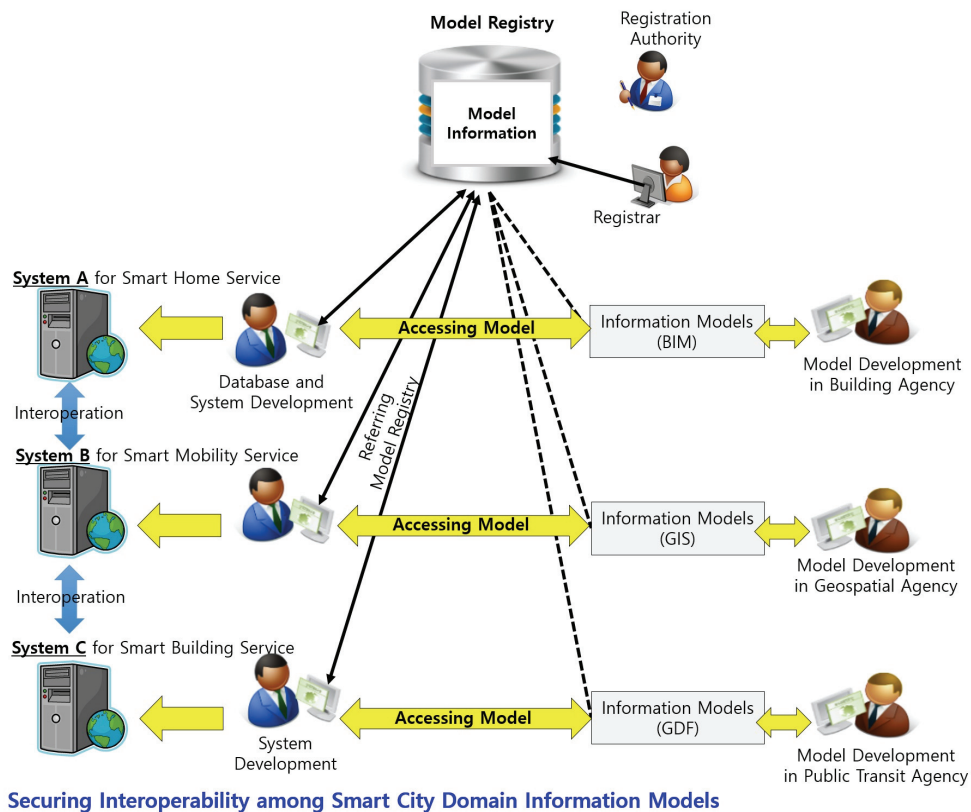 Model Registry
Registration
Authority
Model
Information
Registrar
System A for Smart Home Service
Accessing Model
Information Models
(BIM)
Database and
System Development
Model Development
in Building Agency
Interoperation
Referring
Model Registry
System B for Smart Mobility Service
Accessing Model
Information Models
(GIS)
Model Development
in Geospatial Agency
Interoperation
System C for Smart Building Service
Accessing Model
Information Models
(GDF)
System
Development
Model Development
in Public Transit Agency
Securing Interoperability among Smart City Domain Information Models